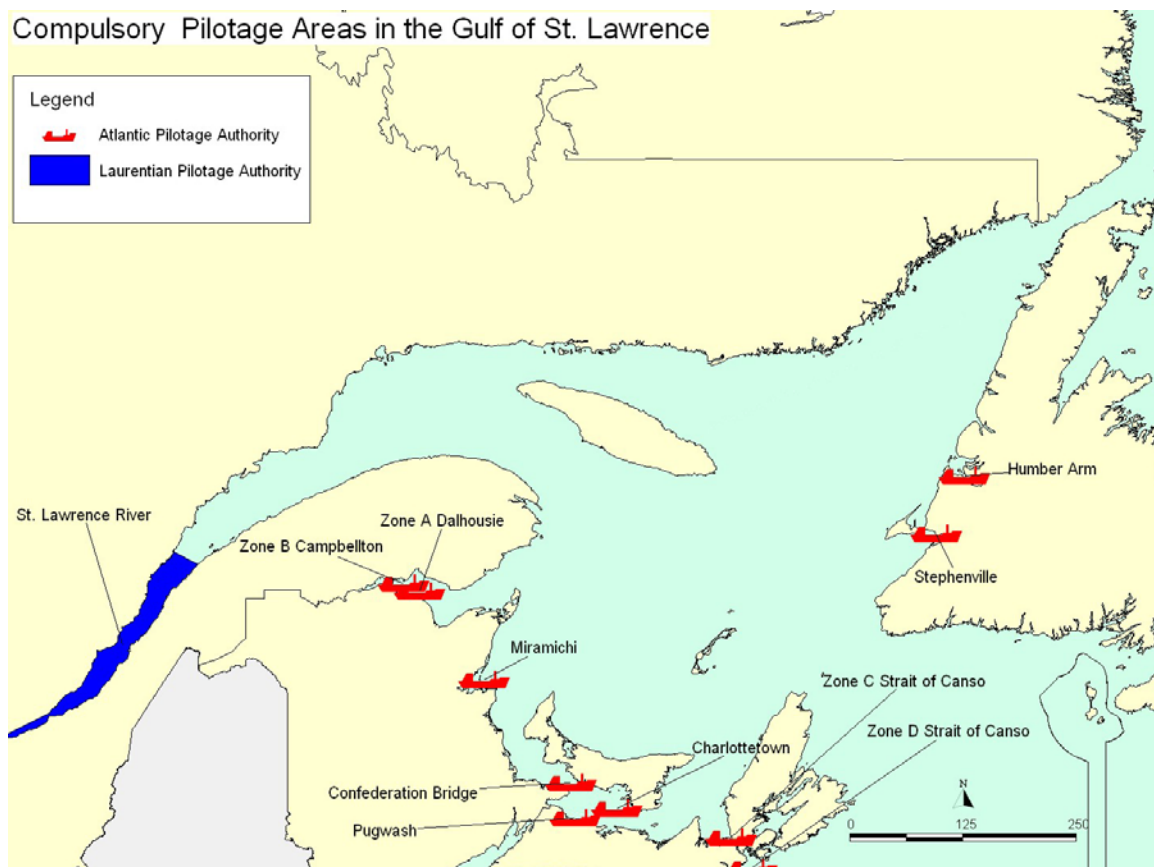 Compulsory Pilotage Areas in the Gulf of St. Lawrence
Legend
Atlantic Pilotage Authority
Laurentian Pilotage Authority
Humber Arm
St. Lawrence River
Zone A Dalhousie
Zone B Campbellton
Stephenville
Miramichi
Zone C Strait of Canso
Zone D Strait of Canso
Charlottetown
Confederation Bridge
Pugwash
N
0 125 250